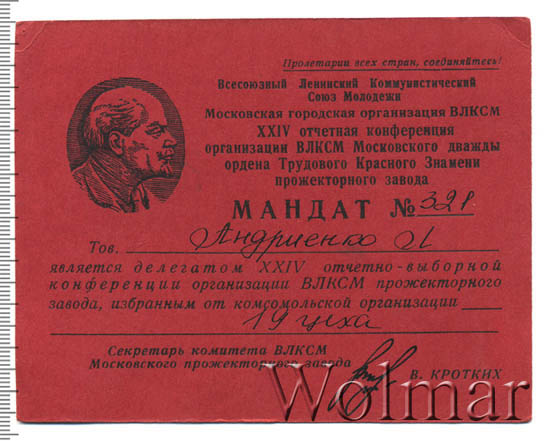 Пролетарии всех стран, соединяйтесь!
Всесоюзный Ленинский Коммунистический
Союз Молодежи
Московская городская организация ВЛКСМ
XXIV отчетная конференция
организации ВЛКСМ Московского дважды
ордена Трудового Красного Знамени
прожекторного завода
МАНДАТ № 321
Тов. Андриенко И
является делегатом XXIV отчетно-выборной
конференции организации ВЛКСМ прожекторного
завода, избранным от комсомольской организации
19 цеха
Секретарь комитета ВЛКСМ
Московского прожекторного завода
В. КРОТКИХ
Wolmar